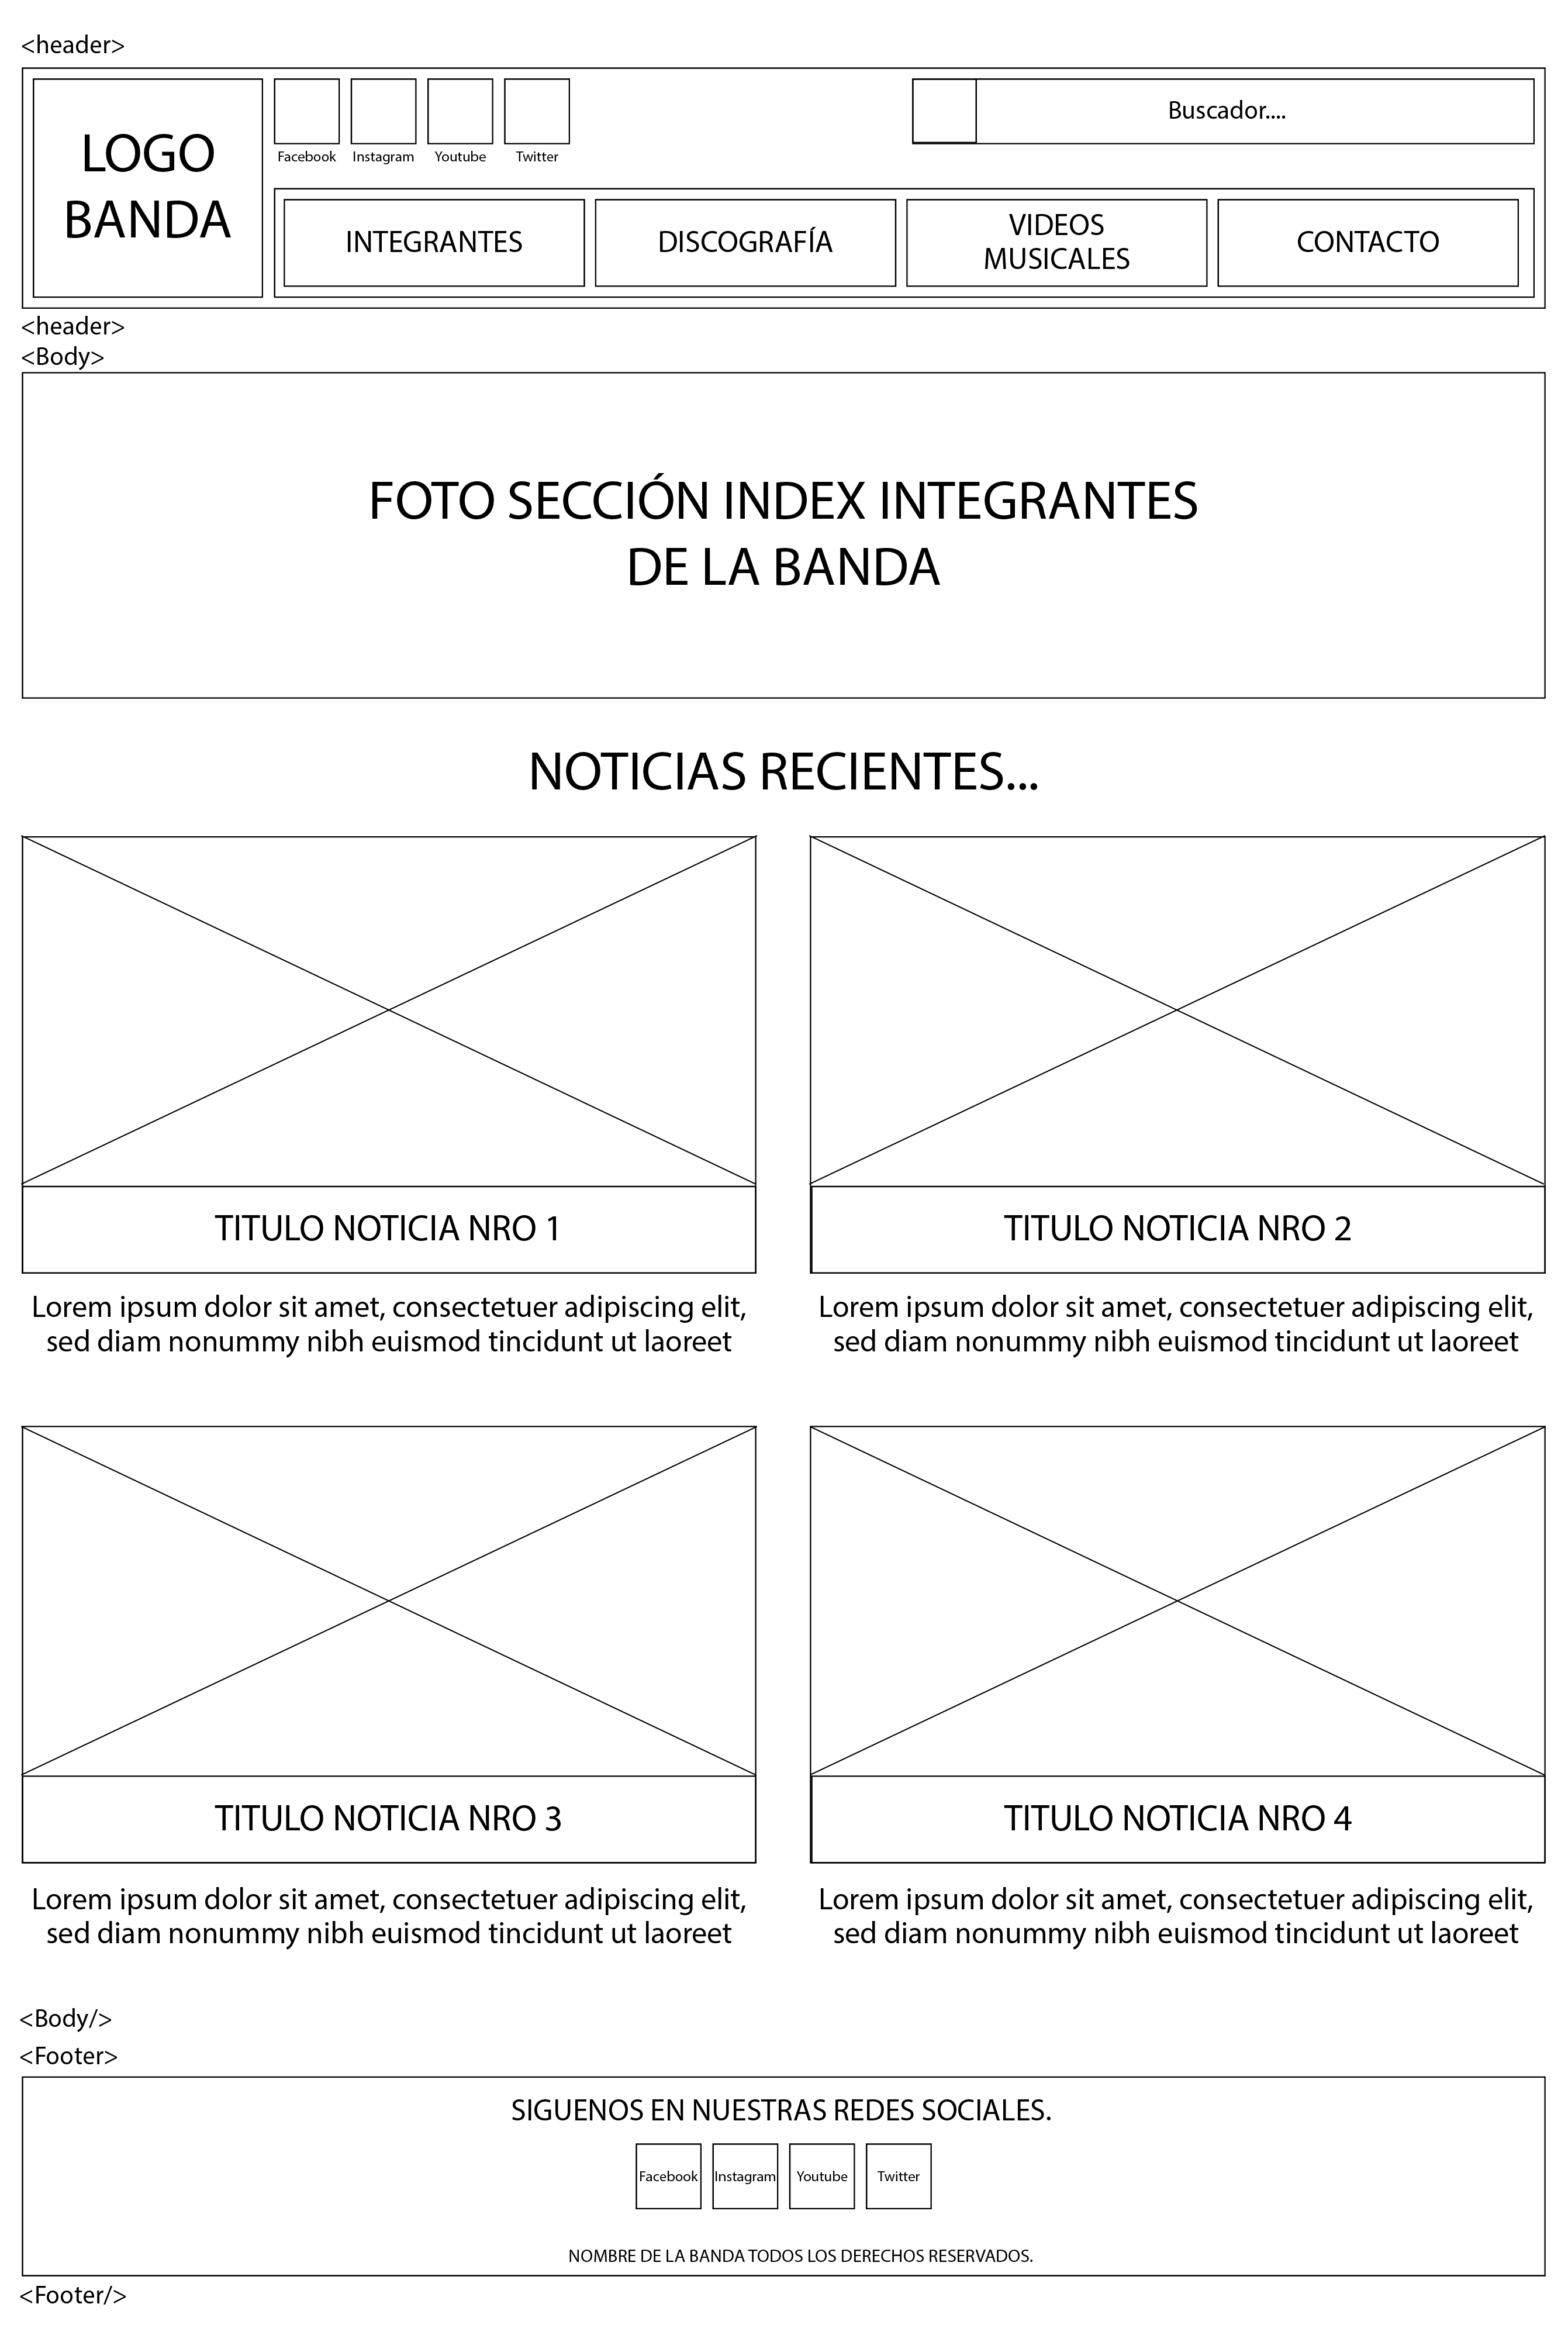 <header>
LOGO
BANDA
Facebook
Instagram
Youtube
Twitter
Buscador....
INTEGRANTES
DISCOGRAFÍA
VIDEOS
MUSICALES
CONTACTO
<header>
<Body>
FOTO SECCIÓN INDEX INTEGRANTES
DE LA BANDA
NOTICIAS RECIENTES...
TITULO NOTICIA NRO 1
Lorem ipsum dolor sit amet, consectetuer adipiscing elit,
sed diam nonummy nibh euismod tincidunt ut laoreet
TITULO NOTICIA NRO 2
Lorem ipsum dolor sit amet, consectetuer adipiscing elit,
sed diam nonummy nibh euismod tincidunt ut laoreet
TITULO NOTICIA NRO 3
Lorem ipsum dolor sit amet, consectetuer adipiscing elit,
sed diam nonummy nibh euismod tincidunt ut laoreet
TITULO NOTICIA NRO 4
Lorem ipsum dolor sit amet, consectetuer adipiscing elit,
sed diam nonummy nibh euismod tincidunt ut laoreet
<Body/>
<Footer>
SIGUENOS EN NUESTRAS REDES SOCIALES.
Facebook
Instagram
Youtube
Twitter
NOMBRE DE LA BANDA TODOS LOS DERECHOS RESERVADOS.
<Footer/>